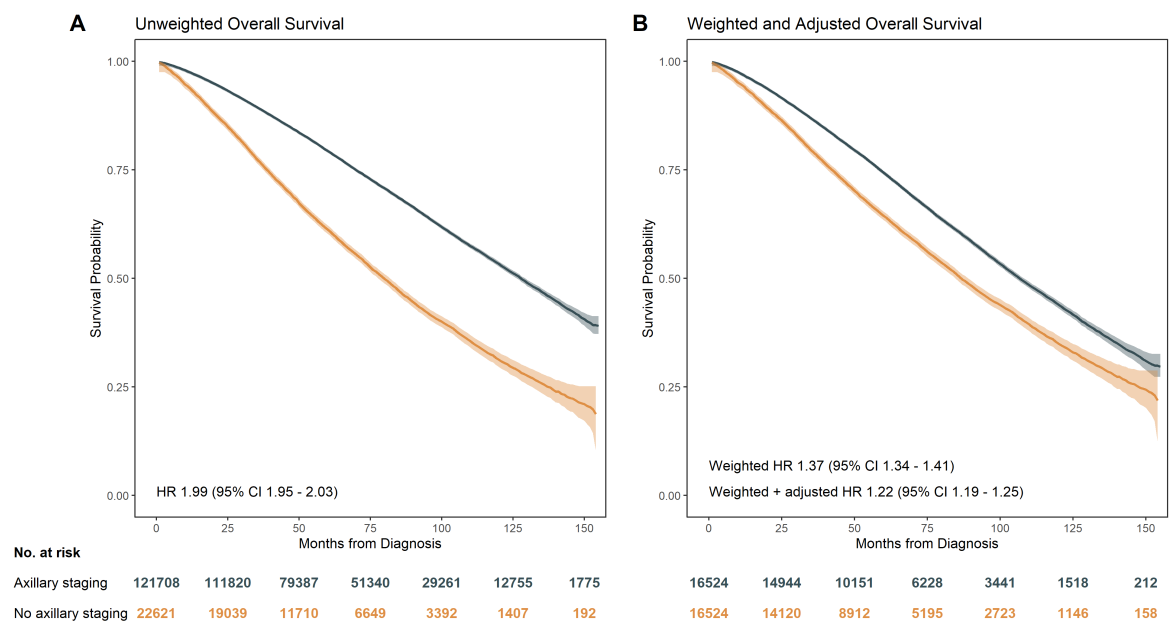 A Unweighted Overall Survival
1.00
0.75
0.50
0.25
0.00
Survival Probability
HR 1.99 (95% CI 1.95 - 2.03)
0 25 50 75 100 125 150
Months from Diagnosis
B Weighted and Adjusted Overall Survival
1.00
0.75
0.50
0.25
0.00
Survival Probability
Weighted HR 1.37 (95% CI 1.34 - 1.41)
Weighted + adjusted HR 1.22 (95% CI 1.19 - 1.25)
0 25 50 75 100 125 150
Months from Diagnosis
No. at risk
Axillary staging 121708 111820 79387 51340 29261 12755 1775 16524 14944 10151 6228 3441 1518 212
No axillary staging 22621 19039 11710 6649 3392 1407 192 16524 14120 8912 5195 2723 1146 158